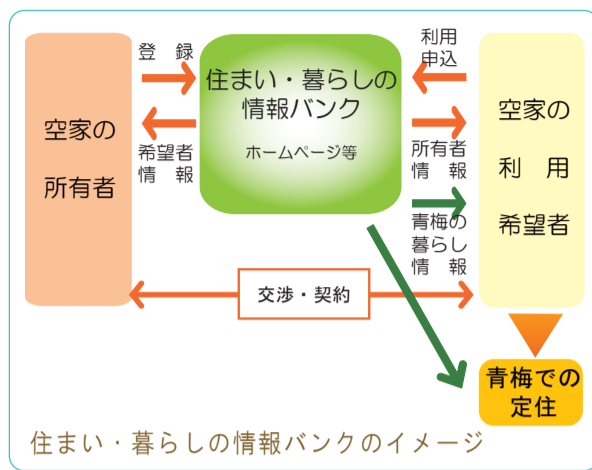 空家の
所有者
登　録
希望者
情　報
住まい・暮らしの
情報バンク
ホームページ等
利用
申込
所有者
情　報
青梅の
暮らし
情　報
空家の
利　用
希望者
交渉・契約
青梅での
定住
住まい・暮らしの情報バンクのイメージ